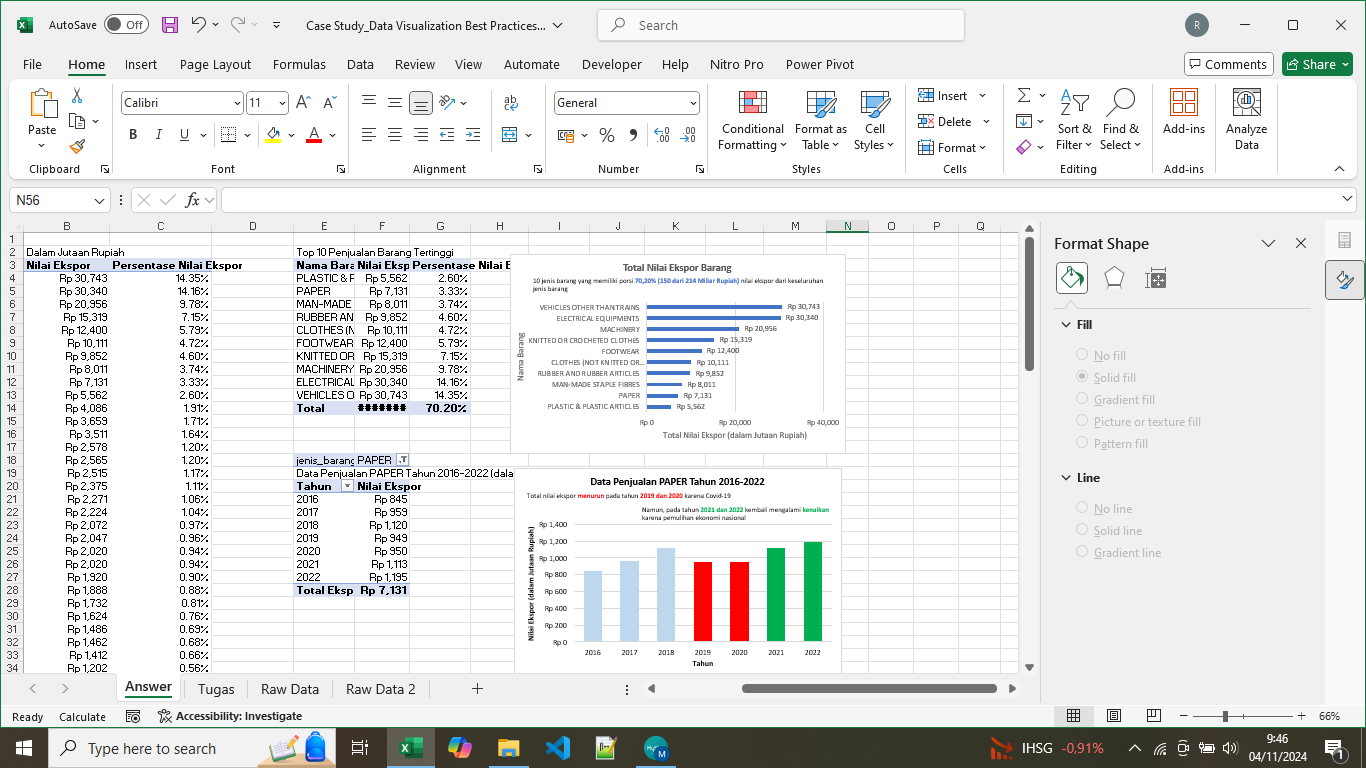 AutoSave Off Case Study_Data Visualization Best Practices... Search R
File Home Insert Page Layout Formulas Data Review View Automate Developer Help Nitro Pro Power Pivot Comments Share
Paste Calibri 11 General Conditional Formatting Format as Table Cell Styles Insert Delete Format Sort & Filter Find & Select Add-ins Analyze Data
Clipboard Font Alignment Number Styles Cells Editing Add-ins
N56 fx
B C D E F G H I J K L M N O P Q
1
2 Dalam Jutaan Rupiah Top 10 Penjualan Barang Tertinggi
3 Nilai Ekspor Persentase Nilai Ekspor Nama Bara Nilai Eksp Persentase Nilai E
4 Rp 30,743 14.35% PLASTIC & F Rp 5,562 2.60%
5 Rp 30,340 14.16% PAPER Rp 7,131 3.33%
6 Rp 20,956 9.78% MAN-MADE Rp 8,011 3.74%
7 Rp 15,319 7.15% RUBBER AN Rp 9,852 4.60%
8 Rp 12,400 5.79% CLOTHES (N Rp 10,111 4.72%
9 Rp 10,111 4.72% FOOTWEAR Rp 12,400 5.79%
10 Rp 9,852 4.60% KNITTED OR Rp 15,319 7.15%
11 Rp 8,011 3.74% MACHINERY Rp 20,956 9.78%
12 Rp 7,131 3.33% ELECTRICAL Rp 30,340 14.16%
13 Rp 5,562 2.60% VEHICLES O Rp 30,743 14.35%
14 Rp 4,086 1.91% Total ####### 70.20%
15 Rp 3,659 1.71%
16 Rp 3,511 1.64%
17 Rp 2,578 1.20%
18 Rp 2,565 1.20% jenis_barang PAPER
19 Rp 2,515 1.17% Data Penjualan PAPER Tahun 2016-2022 (dala
20 Rp 2,375 1.11% Tahun Nilai Ekspor
21 Rp 2,271 1.06% 2016 Rp 845
22 Rp 2,224 1.04% 2017 Rp 959
23 Rp 2,072 0.97% 2018 Rp 1,120
24 Rp 2,047 0.96% 2019 Rp 949
25 Rp 2,020 0.94% 2020 Rp 950
26 Rp 2,020 0.94% 2021 Rp 1,113
27 Rp 1,920 0.90% 2022 Rp 1,195
28 Rp 1,888 0.88% Total Eksp Rp 7,131
29 Rp 1,732 0.81%
30 Rp 1,624 0.76%
31 Rp 1,486 0.69%
32 Rp 1,462 0.68%
33 Rp 1,412 0.66%
34 Rp 1,202 0.56%
Total Nilai Ekspor Barang
10 jenis barang yang memiliki porsi 70,20% (150 dari 214 Miliar Rupiah) nilai ekspor dari keseluruhan
jenis barang
Nama Barang
VEHICLES OTHER THAN TRAINS Rp 30,743
ELECTRICAL EQUIPMENTS Rp 30,340
MACHINERY Rp 20,956
KNITTED OR CROCHETED CLOTHES Rp 15,319
FOOTWEAR Rp 12,400
CLOTHES (NOT KNITTED OR... Rp 10,111
RUBBER AND RUBBER ARTICLES Rp 9,852
MAN-MADE STAPLE FIBRES Rp 8,011
PAPER Rp 7,131
PLASTIC & PLASTIC ARTICLES Rp 5,562
Rp 0 Rp 20,000 Rp 40,000
Total Nilai Ekspor (dalam Jutaan Rupiah)
Data Penjualan PAPER Tahun 2016-2022
Total nilai ekspor menurun pada tahun 2019 dan 2020 karena Covid-19
Namun, pada tahun 2021 dan 2022 kembali mengalami kenaikan
karena pemulihan ekonomi nasional
Nilai Ekspor (dalam Jutaan Rupiah)
Rp 1,400
Rp 1,200
Rp 1,000
Rp 800
Rp 600
Rp 400
Rp 200
Rp 0
2016 2017 2018 2019 2020 2021 2022
Tahun
Format Shape
Fill
No fill
Solid fill
Gradient fill
Picture or texture fill
Pattern fill
Line
No line
Solid line
Gradient line
Answer Tugas Raw Data Raw Data 2
Ready Calculate Accessibility: Investigate 66%
Type here to search IHSG -0,91% 9:46
04/11/2024 1